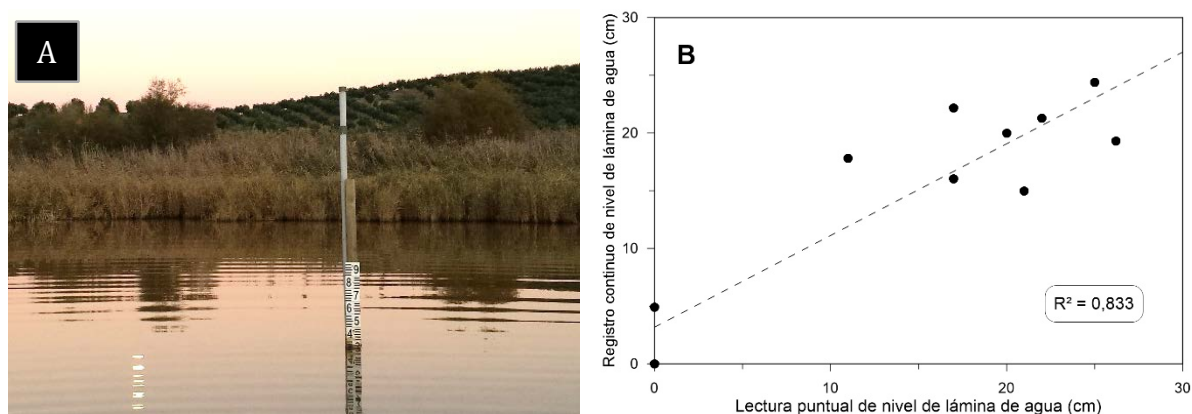 A
9
8
7
6
5
4
B
Registro continuo de nivel de lámina de agua (cm)
30
20
10
0
R² = 0,833
0
10
20
30
Lectura puntual de nivel de lámina de agua (cm)